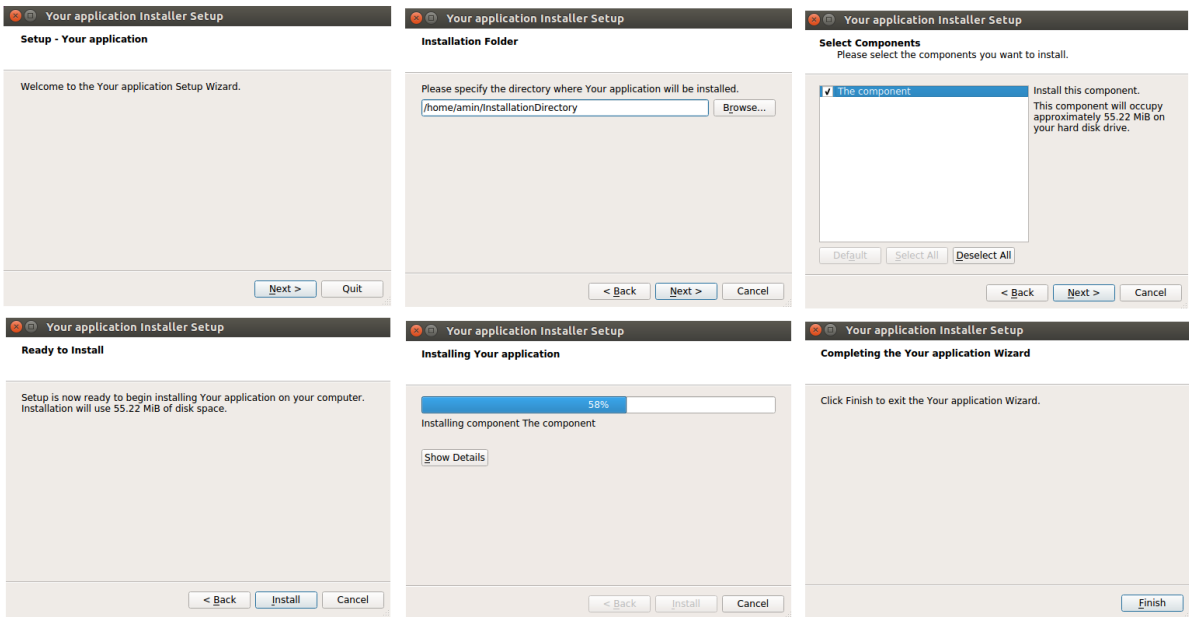 Your application Installer Setup
Setup - Your application
Welcome to the Your application Setup Wizard.
Next >
Quit
Your application Installer Setup
Installation Folder
Please specify the directory where Your application will be installed.
/home/amin/InstallationDirectory
Browse...
< Back
Next >
Cancel
Your application Installer Setup
Select Components
Please select the components you want to install.
The component
Install this component.
This component will occupy
approximately 55.22 MiB on
your hard disk drive.
Default
Select All
Deselect All
< Back
Next >
Cancel
Your application Installer Setup
Ready to Install
Setup is now ready to begin installing Your application on your computer.
Installation will use 55.22 MiB of disk space.
< Back
Install
Cancel
Your application Installer Setup
Installing Your application
58%
Installing component The component
Show Details
< Back
Install
Cancel
Your application Installer Setup
Completing the Your application Wizard
Click Finish to exit the Your application Wizard.
Finish